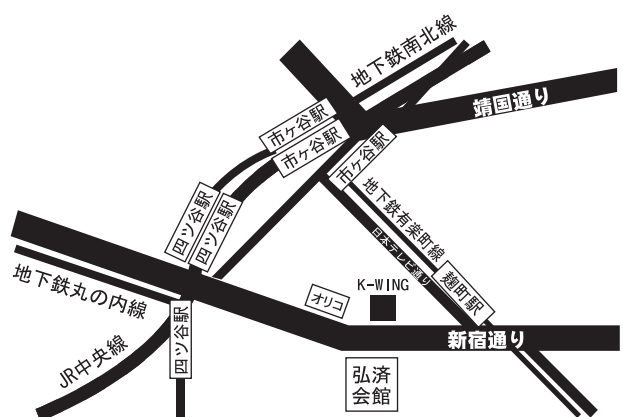 地下鉄南北線
靖国通り
市ヶ谷駅
市ヶ谷駅
市ヶ谷駅
四ツ谷駅
四ツ谷駅
地下鉄有楽町線
日本テレビ通り
麹町駅
地下鉄丸の内線
K-WING
オリコ
四ツ谷駅
新宿通り
JR中央線
弘済
会館